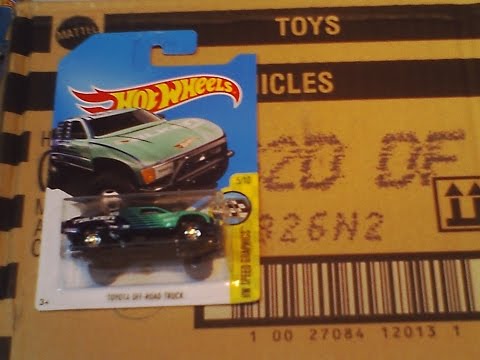 MATTEL
TOYS
ICLES
HOT WHEELS
2D OF
R26N2
5/10
HW SPEED GRAPHICS
TOYOTA OFF-ROAD TRUCK
3+
1 00 27084 12013 1